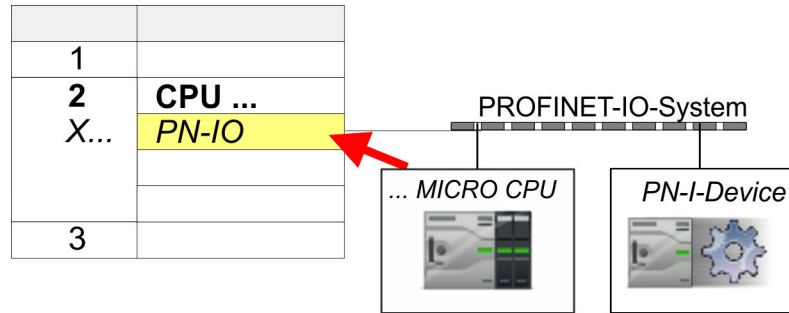 1
2 CPU ...
X... PN-IO
3
PROFINET-IO-System
... MICRO CPU
PN-I-Device